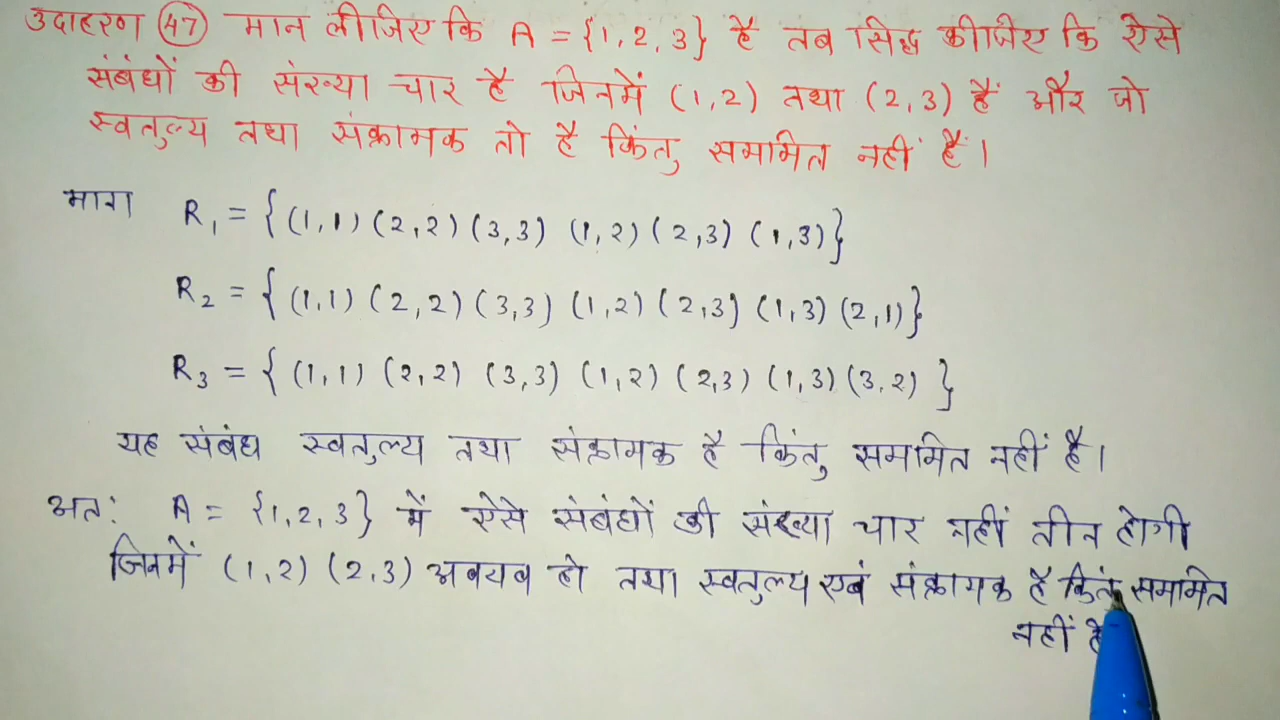 उदाहरण 47 मान लीजिए कि A = {1, 2, 3} है तब सिद्ध कीजिए कि ऐसे
संबंधों की संख्या चार है जिनमें (1, 2) तथा (2, 3) हैं और जो
स्वतुल्य तथा संक्रामक तो है किंतु सममित नहीं हैं।
माना R₁ = {(1,1) (2,2) (3,3) (1,2) (2,3) (1,3)}
R₂ = {(1,1) (2,2) (3,3) (1,2) (2,3) (1,3) (2,1)}
R₃ = {(1,1) (2,2) (3,3) (1,2) (2,3) (1,3) (3,2)}
यह संबंध स्वतुल्य तथा संक्रामक है किंतु सममित नहीं है।
अतः A = {1, 2, 3} में ऐसे संबंधों की संख्या चार नहीं तीन होगी
जिनमें (1,2) (2,3) अवयव हो तथा स्वतुल्य एवं संक्रामक है किंतु सममित
नहीं है